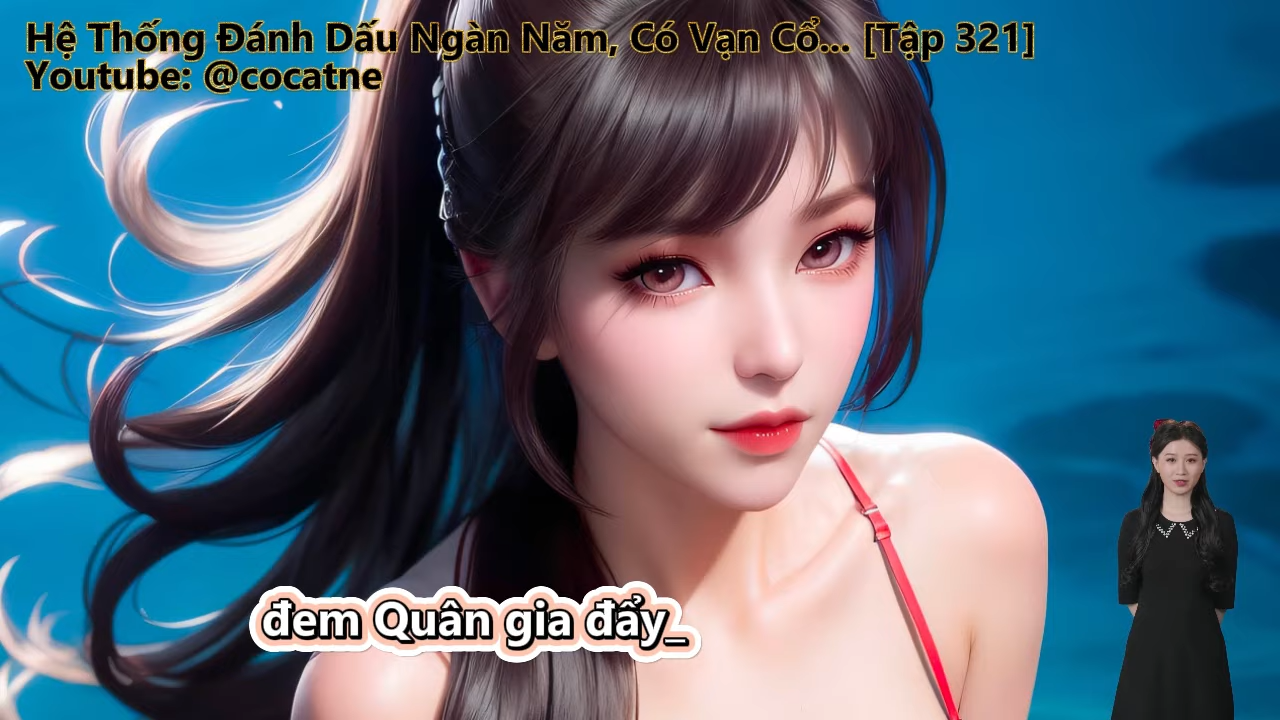 Hệ Thống Đánh Dấu Ngàn Năm, Có Vạn Cổ... [Tập 321]
Youtube: @cocatne
đem Quân gia đẩy_